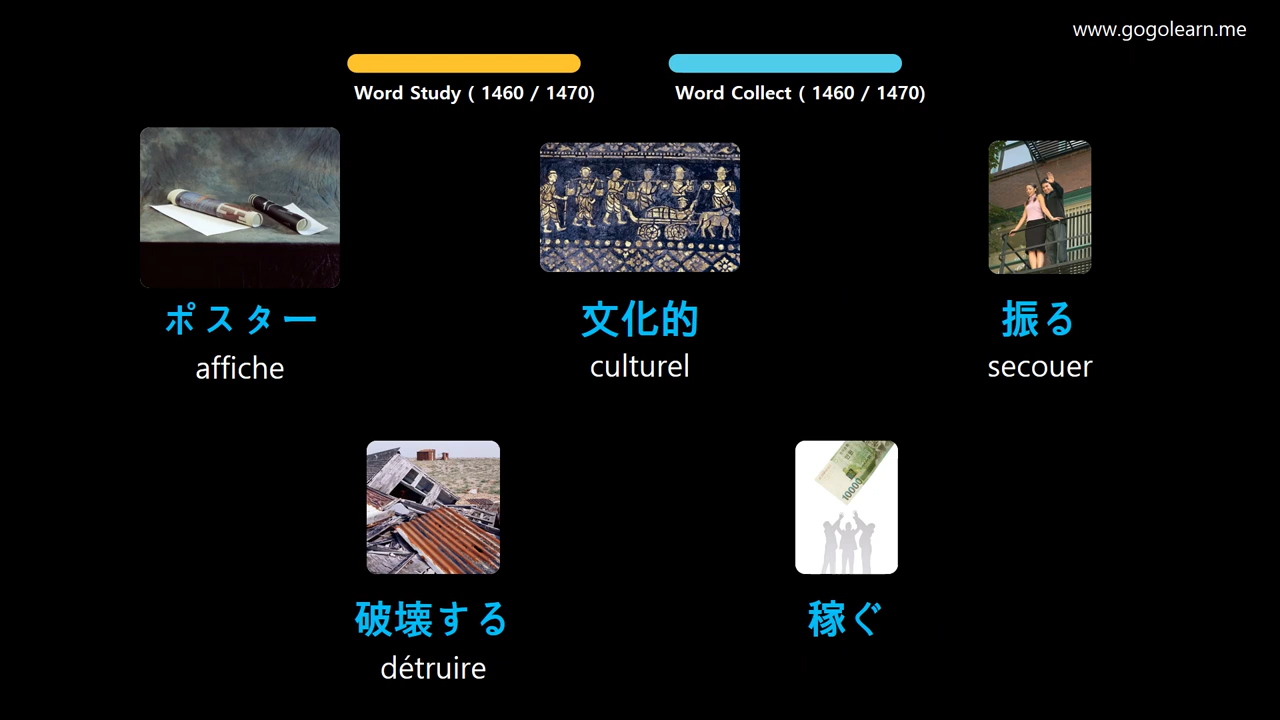 www.gogolearn.me
Word Study ( 1460 / 1470)
Word Collect ( 1460 / 1470)
ポスター
affiche
文化的
culturel
振る
secouer
10000
破壊する
détruire
稼ぐ